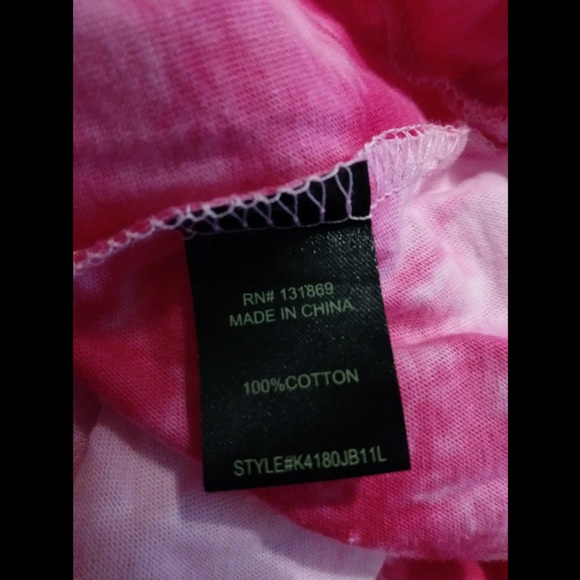 RN# 131869
MADE IN CHINA
100%COTTON
STYLE#K4180JB11L